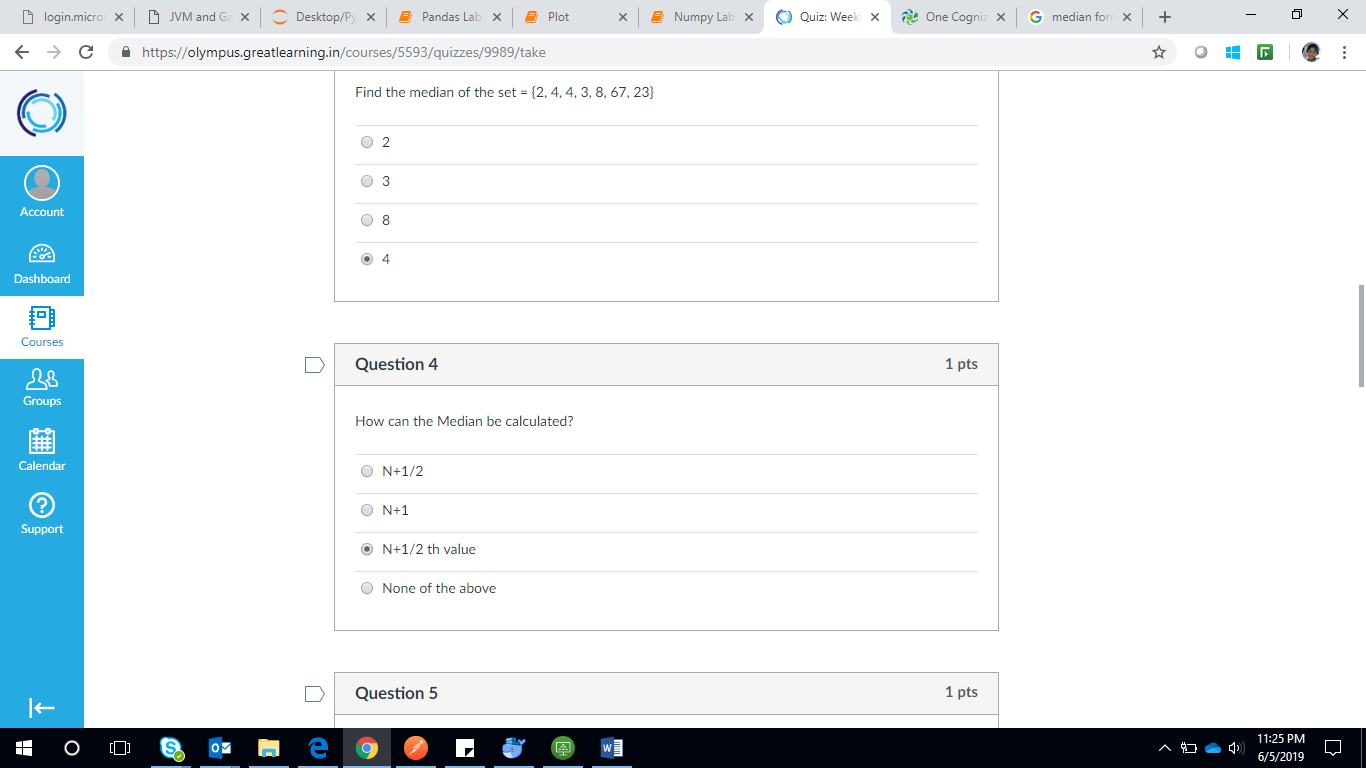 login.micro
JVM and Ga
Desktop/Py
Pandas Lab
Plot
Numpy Lab
Quiz: Week
One Cogniz
median for
https://olympus.greatlearning.in/courses/5593/quizzes/9989/take
Account
Dashboard
Courses
Groups
Calendar
Support
Find the median of the set = {2, 4, 4, 3, 8, 67, 23}
2
3
8
4
Question 4 1 pts
How can the Median be calculated?
N+1/2
N+1
N+1/2 th value
None of the above
Question 5 1 pts
11:25 PM
6/5/2019